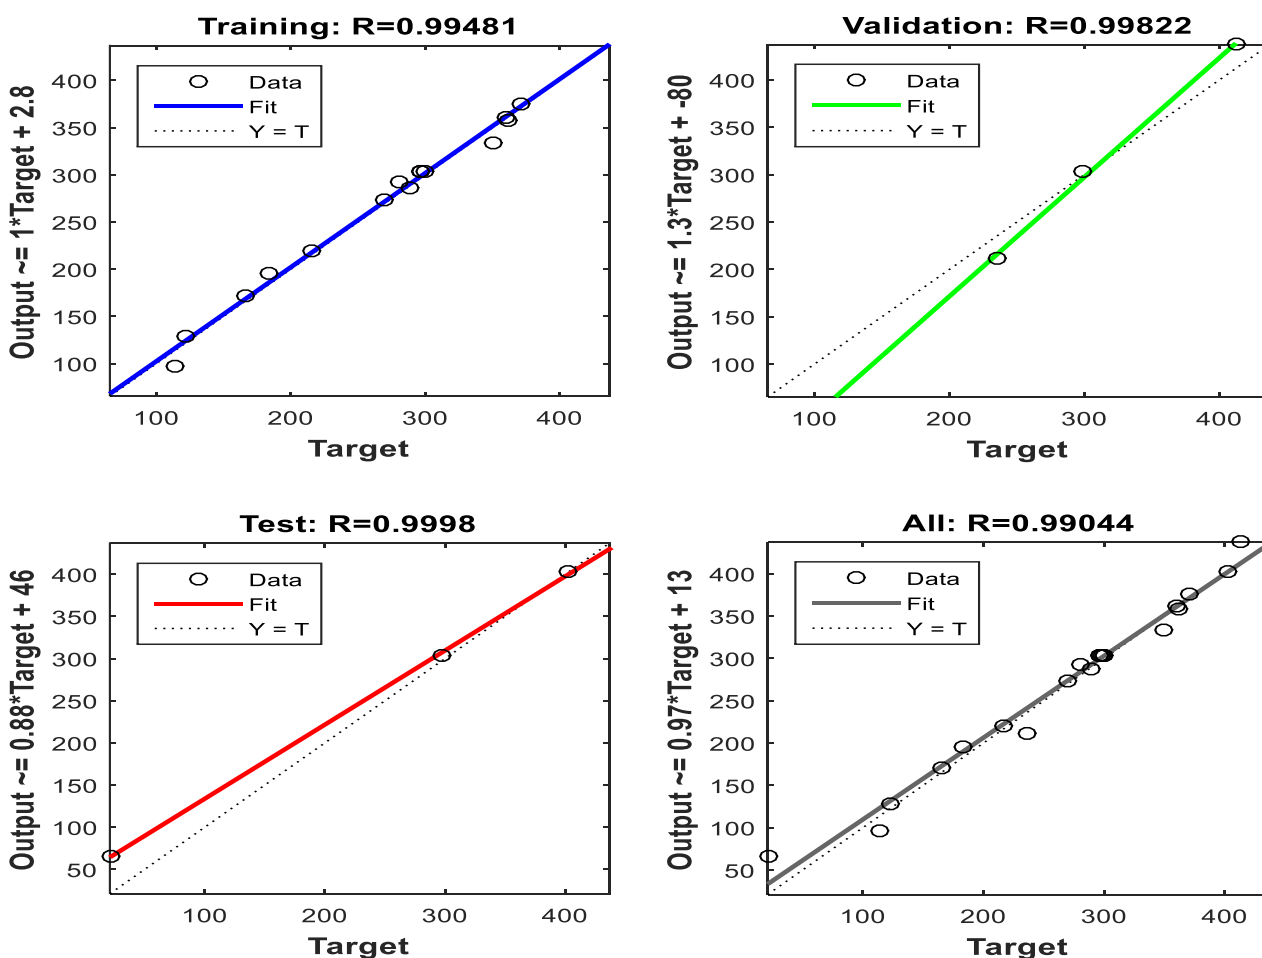 Training: R=0.99481
Output ~= 1*Target + 2.8
400
350
300
250
200
150
100
Data
Fit
Y = T
100
200
300
400
Target
Validation: R=0.99822
Output ~= 1.3*Target + -80
400
350
300
250
200
150
100
Data
Fit
Y = T
100
200
300
400
Target
Test: R=0.9998
Output ~= 0.88*Target + 46
400
350
300
250
200
150
100
50
Data
Fit
Y = T
100
200
300
400
Target
All: R=0.99044
Output ~= 0.97*Target + 13
400
350
300
250
200
150
100
50
Data
Fit
Y = T
100
200
300
400
Target